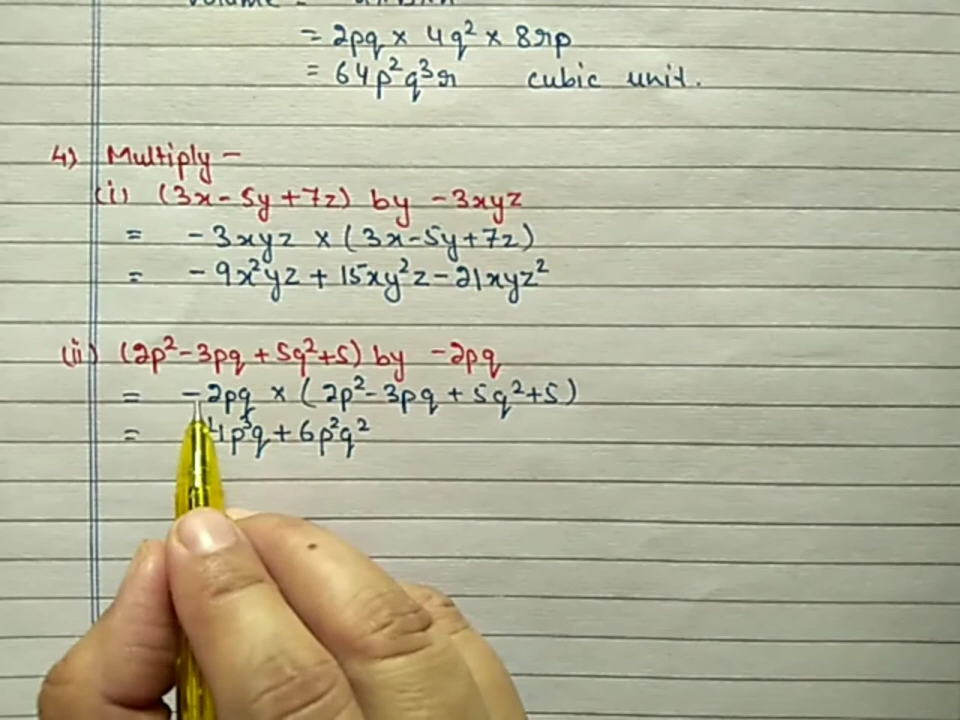 = 2pq × 4q² × 8rp
= 64p²q³r cubic unit.
4) Multiply -
(i) (3x - 5y + 7z) by - 3xyz
= - 3xyz × (3x - 5y + 7z)
= - 9x²yz + 15xy²z - 21xyz²
(ii) (2p² - 3pq + 5q² + 5) by - 2pq
= - 2pq × (2p² - 3pq + 5q² + 5)
= 4p³q + 6p²q²